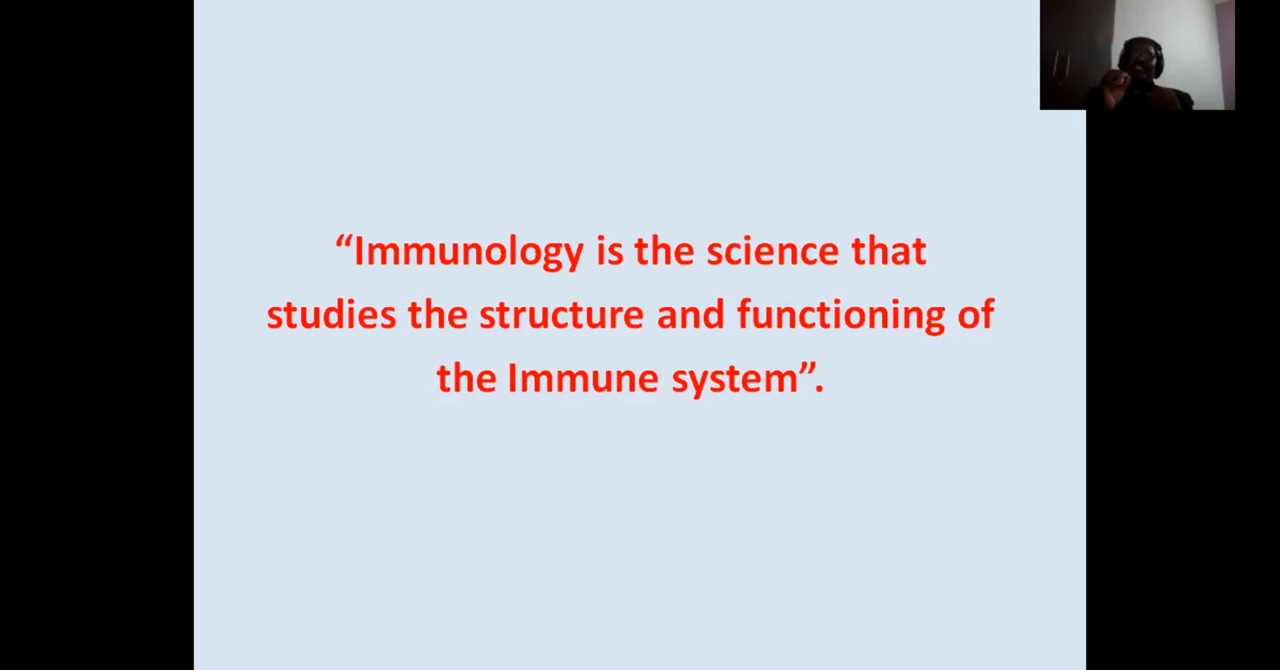 “Immunology is the science that
studies the structure and functioning of
the Immune system”.